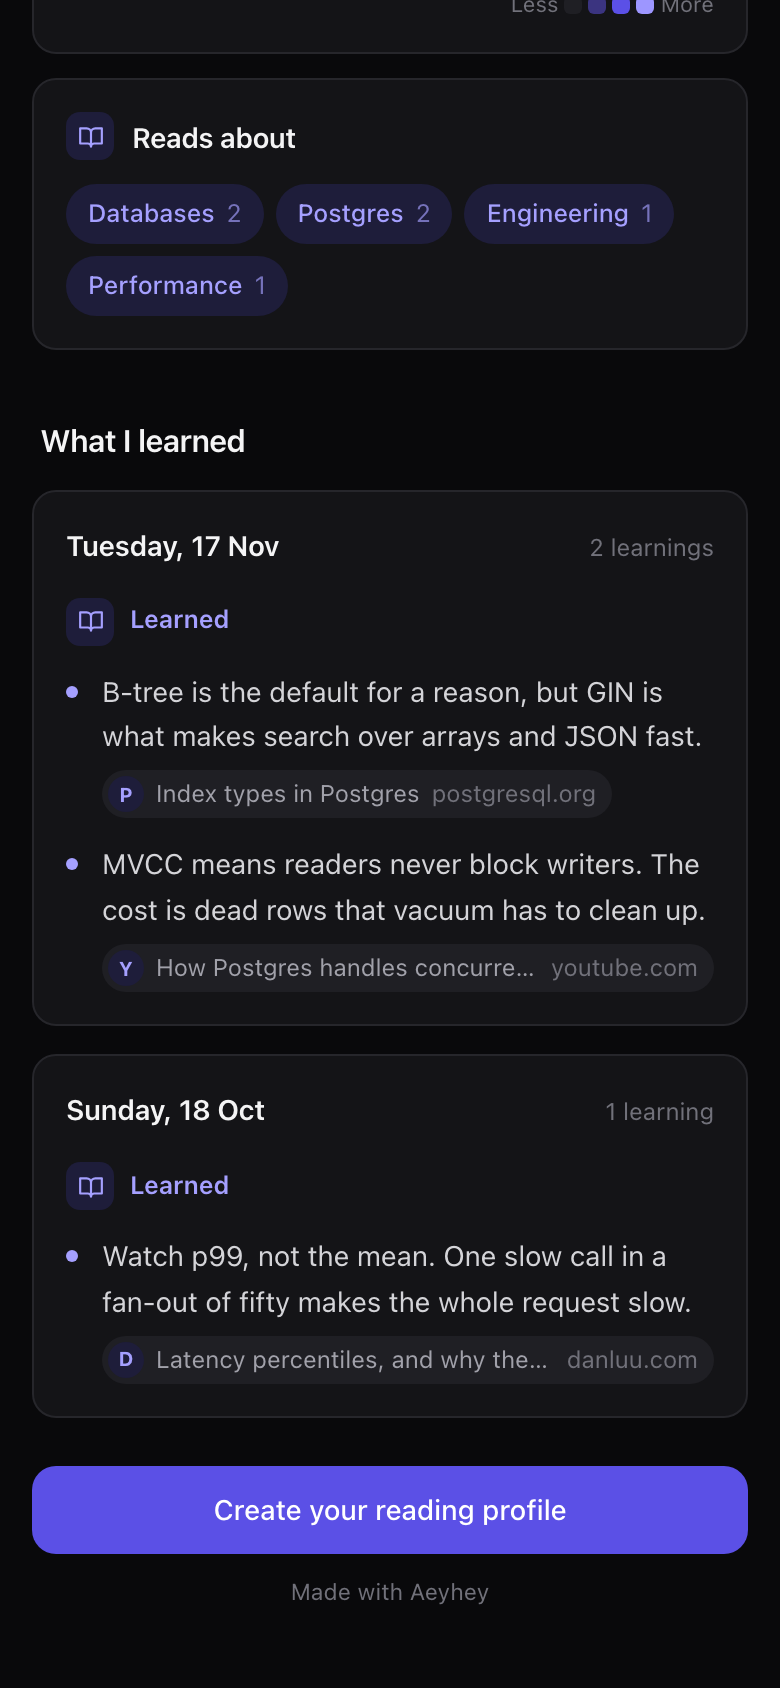 Less More
Reads about
Databases 2 Postgres 2 Engineering 1
Performance 1
What I learned
Tuesday, 17 Nov 2 learnings
Learned
B-tree is the default for a reason, but GIN is
what makes search over arrays and JSON fast.
P Index types in Postgres postgresql.org
MVCC means readers never block writers. The
cost is dead rows that vacuum has to clean up.
Y How Postgres handles concurre... youtube.com
Sunday, 18 Oct 1 learning
Learned
Watch p99, not the mean. One slow call in a
fan-out of fifty makes the whole request slow.
D Latency percentiles, and why the... danluu.com
Create your reading profile
Made with Aeyhey